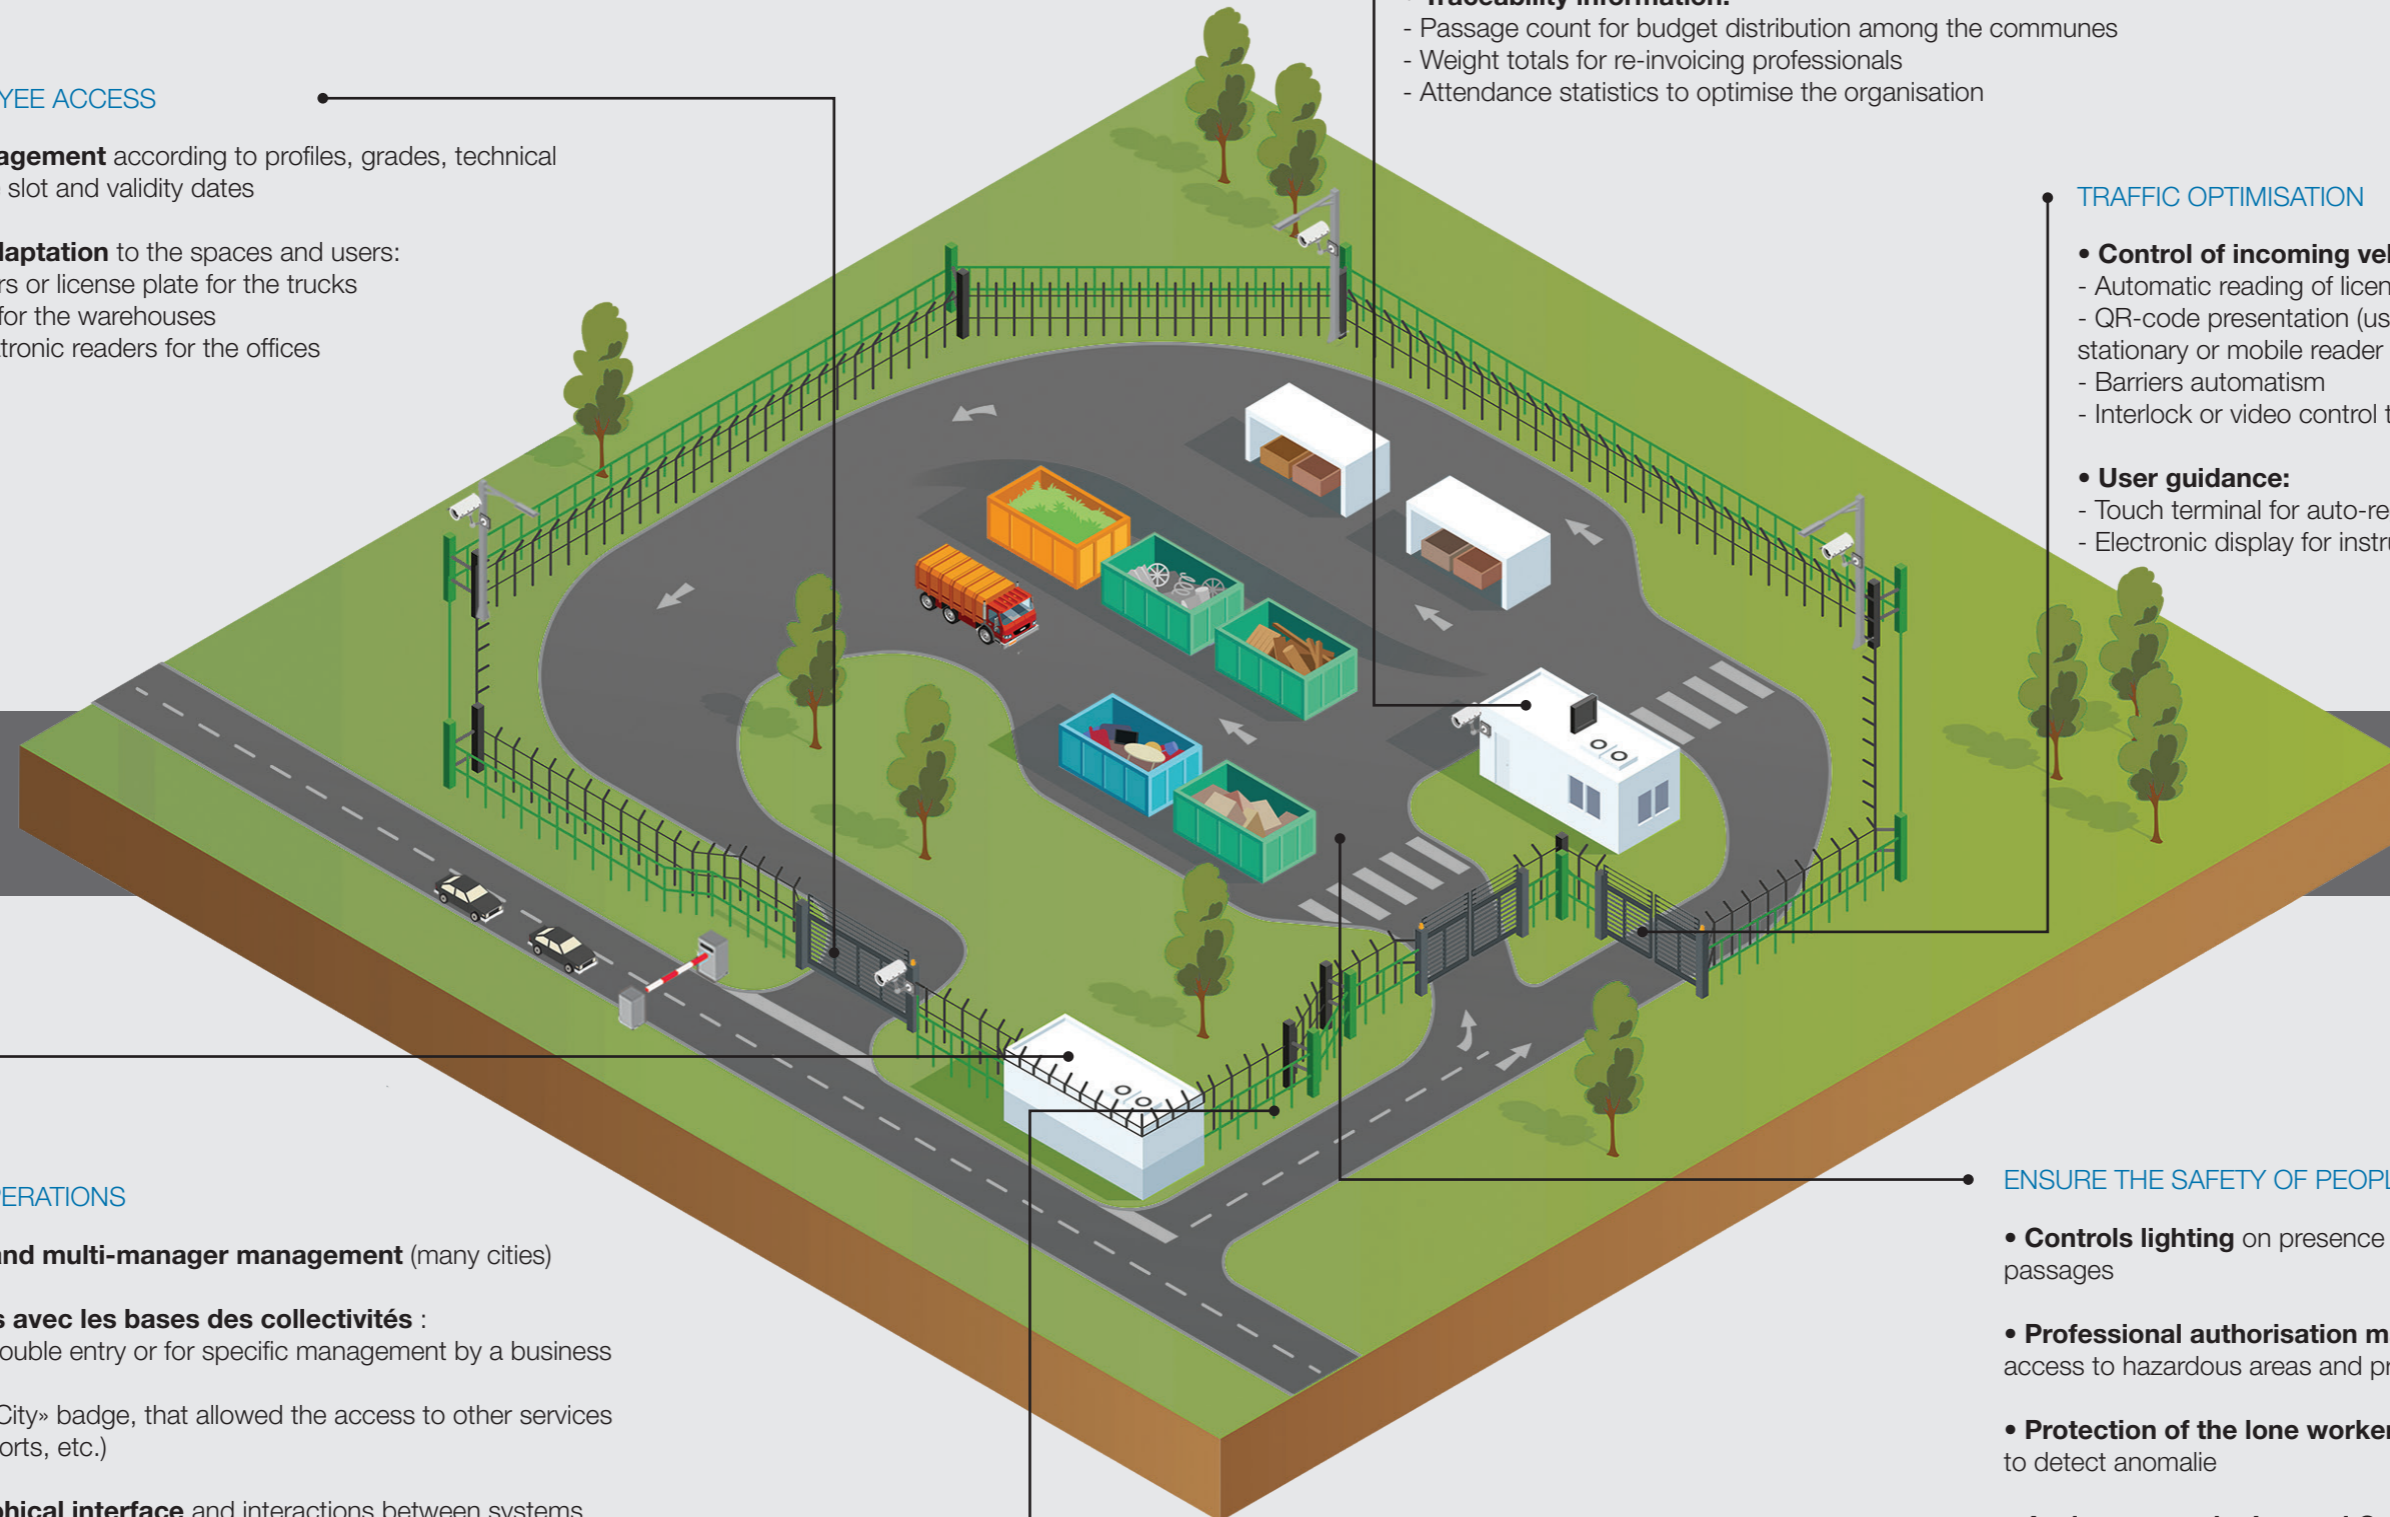 Traceability information:
- Passage count for budget distribution among the communes
- Weight totals for re-invoicing professionals
- Attendance statistics to optimise the organisation
YEE ACCESS
agement according to profiles, grades, technical
slot and validity dates
daptation to the spaces and users:
rs or license plate for the trucks
for the warehouses
tronic readers for the offices
TRAFFIC OPTIMISATION
• Control of incoming vel
- Automatic reading of licen
- QR-code presentation (us
stationary or mobile reader
- Barriers automatism
- Interlock or video control t
• User guidance:
- Touch terminal for auto-re
- Electronic display for instru
PERATIONS
and multi-manager management (many cities)
s avec les bases des collectivités :
ouble entry or for specific management by a business
City» badge, that allowed the access to other services
orts, etc.)
phical interface and interactions between systems
ENSURE THE SAFETY OF PEOPL
• Controls lighting on presence
passages
• Professional authorisation m
access to hazardous areas and pr
• Protection of the lone worker
to detect anomalie